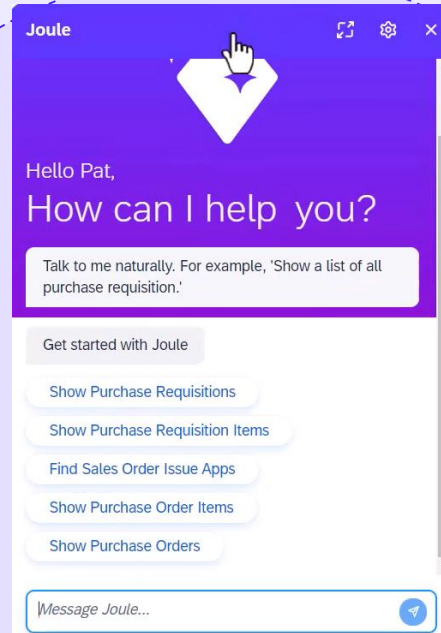 Joule
Hello Pat,
How can I help you?
Talk to me naturally. For example, 'Show a list of all
purchase requisition.'
Get started with Joule
Show Purchase Requisitions
Show Purchase Requisition Items
Find Sales Order Issue Apps
Show Purchase Order Items
Show Purchase Orders
Message Joule...